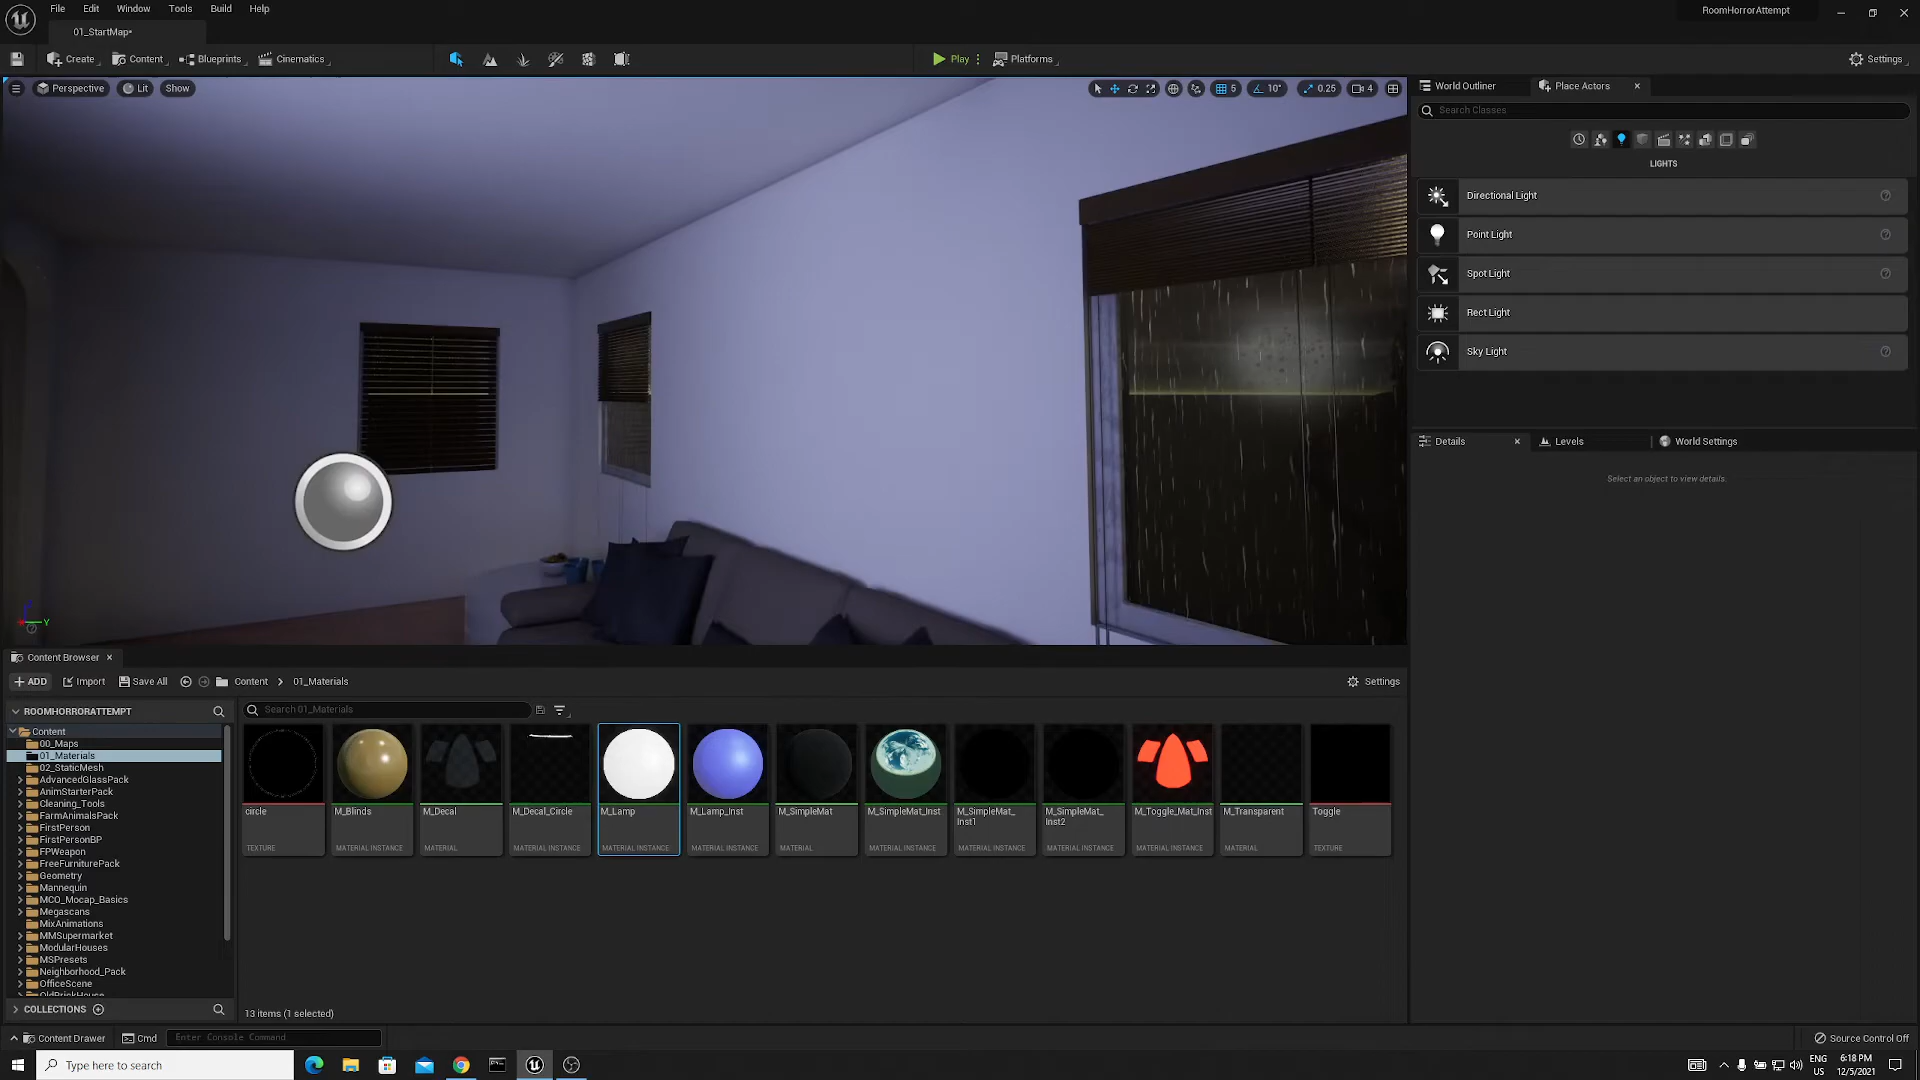 File Edit Window Tools Build Help
RoomHorrorAttempt
01_StartMap*
Create Content Blueprints Cinematics Play Platforms Settings
Perspective Lit Show 5 10° 0.25 4
World Outliner Place Actors
Search Classes
LIGHTS
Directional Light
Point Light
Spot Light
Rect Light
Sky Light
Details Levels World Settings
Select an object to view details.
Y
Content Browser
ADD Import Save All Content 01_Materials Settings
ROOMHORRORATTEMPT
Search 01_Materials
Content
00_Maps
01_Materials
02_StaticMesh
AdvancedGlassPack
AnimStarterPack
Cleaning_Tools
FarmAnimalsPack
FirstPerson
FirstPersonBP
FPWeapon
FreeFurniturePack
Geometry
Mannequin
MCO_Mocap_Basics
Megascans
MixAnimations
MMSupermarket
ModularHouses
MSPresets
Neighborhood_Pack
OfficeScene
OldBrickHouse
COLLECTIONS
circle
TEXTURE
M_Blinds
MATERIAL INSTANCE
M_Decal
MATERIAL
M_Decal_Circle
MATERIAL INSTANCE
M_Lamp
MATERIAL INSTANCE
M_Lamp_Inst
MATERIAL INSTANCE
M_SimpleMat
MATERIAL
M_SimpleMat_Inst
MATERIAL INSTANCE
M_SimpleMat_
Inst1
MATERIAL INSTANCE
M_SimpleMat_
Inst2
MATERIAL INSTANCE
M_Toggle_Mat_Inst
MATERIAL INSTANCE
M_Transparent
MATERIAL
Toggle
TEXTURE
13 items (1 selected)
Content Drawer Cmd Enter Console Command Source Control Off
Type here to search
ENG
US
6:18 PM
12/5/2021